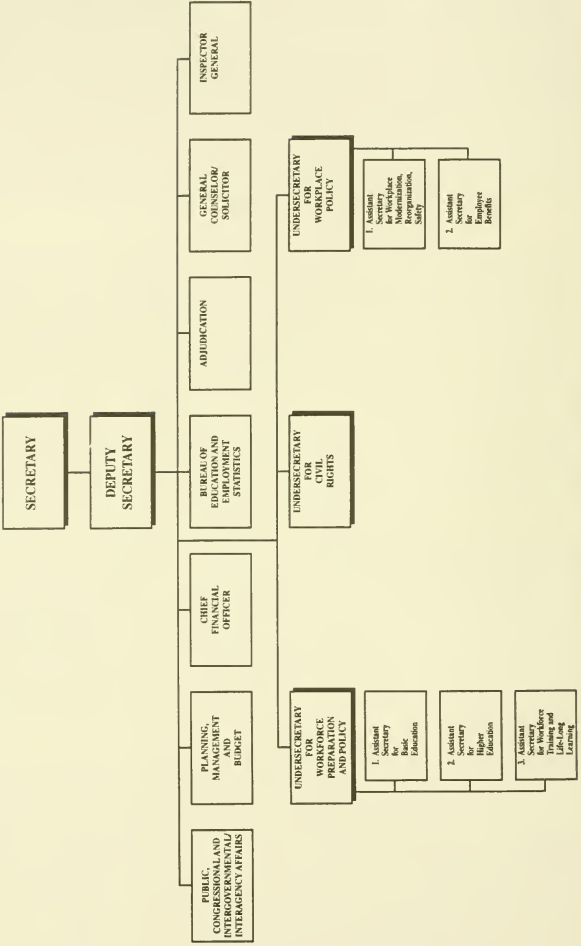 SECRETARY
DEPUTY
SECRETARY
PUBLIC,
CONGRESSIONAL AND
INTERGOVERNMENTAL/
INTERAGENCY AFFAIRS
PLANNING,
MANAGEMENT
AND
BUDGET
CHIEF
FINANCIAL
OFFICER
BUREAU OF
EDUCATION AND
EMPLOYMENT
STATISTICS
ADJUDICATION
GENERAL
COUNSELOR/
SOLICITOR
INSPECTOR
GENERAL
UNDERSECRETARY
FOR
WORKFORCE
PREPARATION
AND POLICY
1. Assistant
Secretary
for
Basic
Education
2. Assistant
Secretary
for
Higher
Education
3. Assistant
Secretary
for Workforce
Training and
Life-Long
Learning
UNDERSECRETARY
FOR
CIVIL
RIGHTS
UNDERSECRETARY
FOR
WORKPLACE
POLICY
1. Assistant
Secretary
for Workplace
Modernization,
Reorganization,
Safety
2. Assistant
Secretary
for
Employee
Benefits